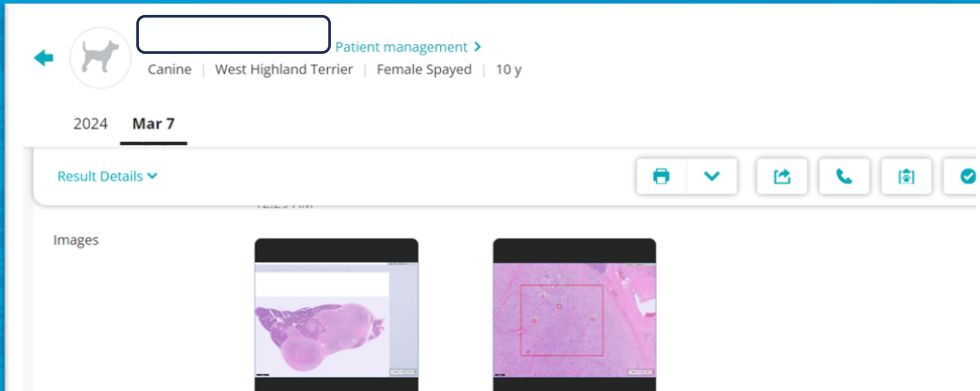 Patient management
Canine | West Highland Terrier | Female Spayed | 10 y
2024 Mar 7
Result Details
Images